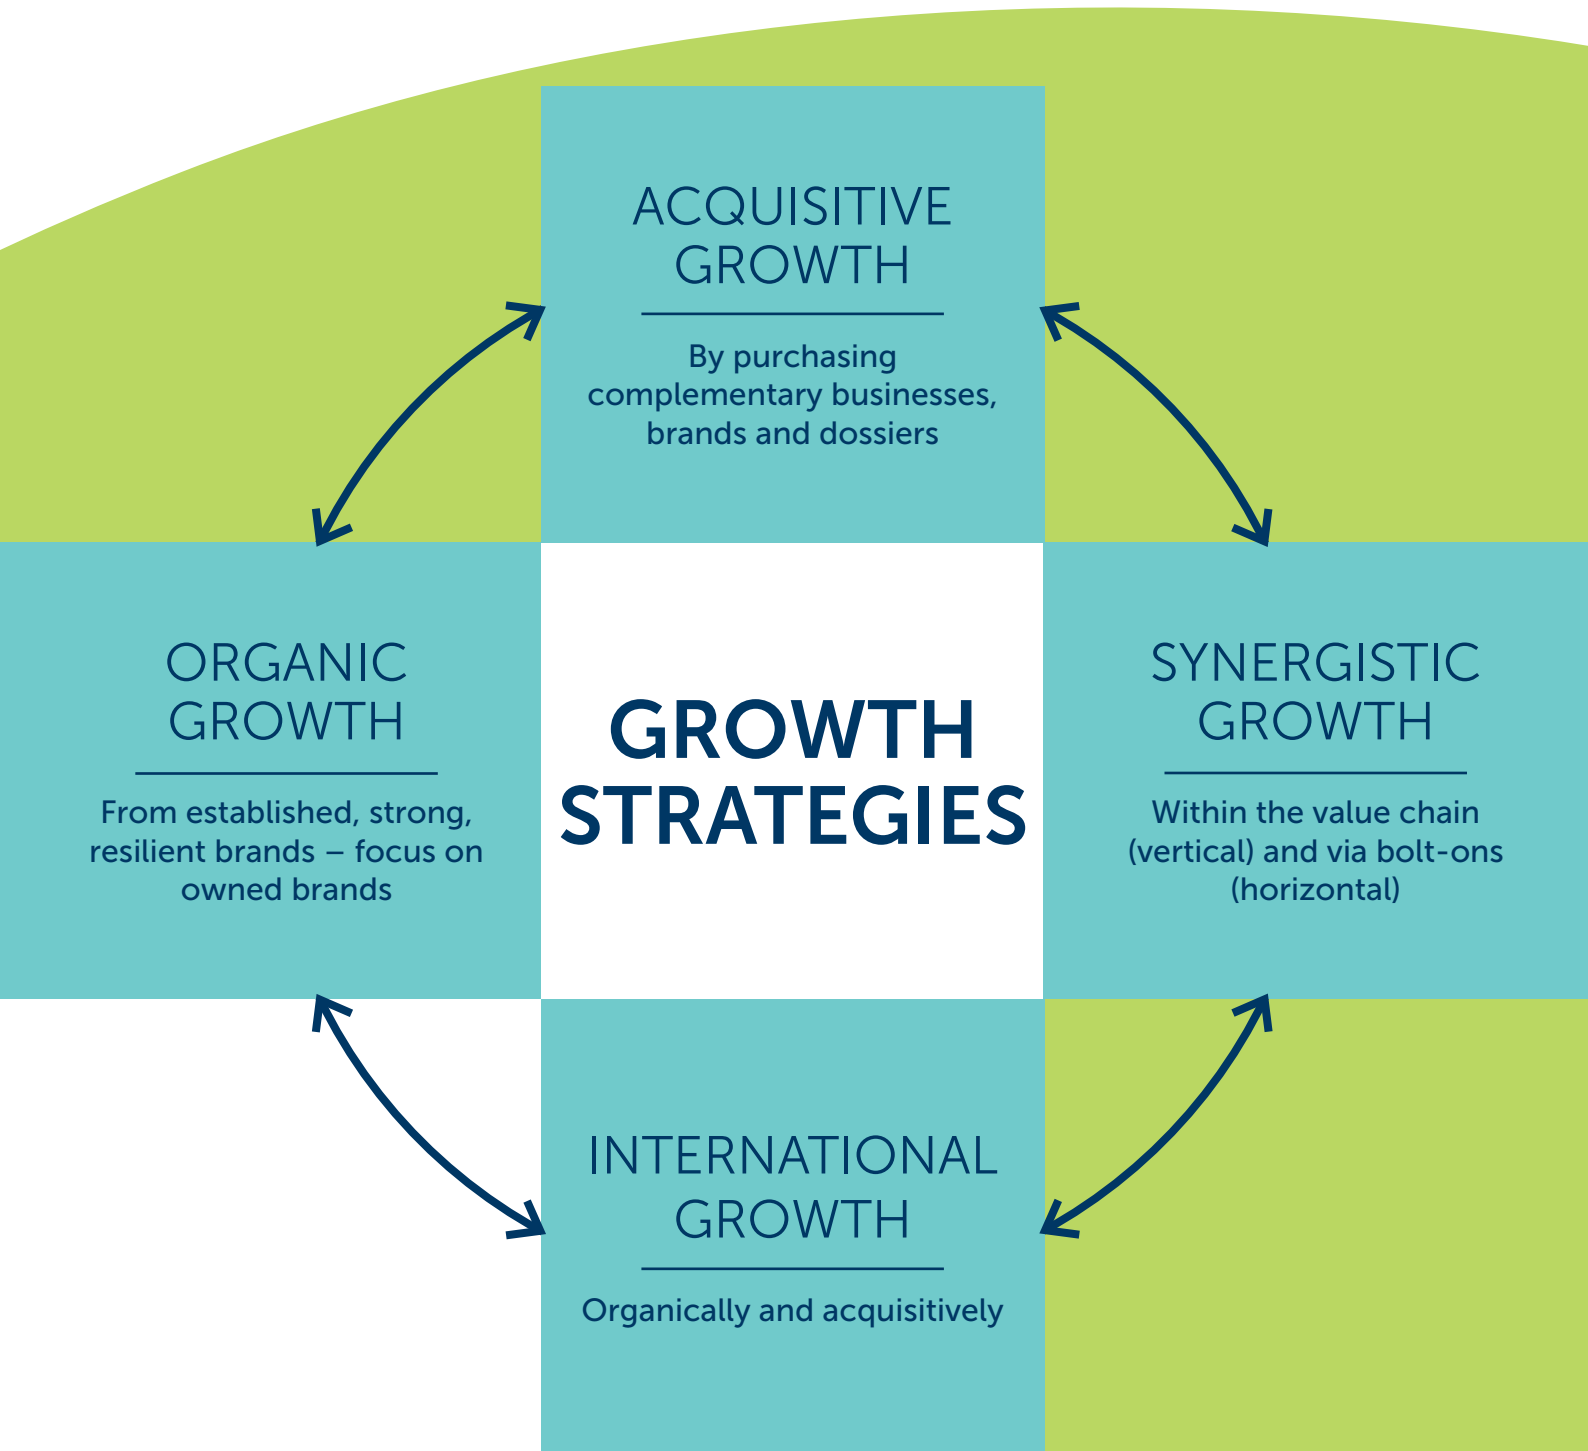 ACQUISITIVE
GROWTH
By purchasing
complementary businesses,
brands and dossiers
ORGANIC
GROWTH
From established, strong,
resilient brands – focus on
owned brands
GROWTH
STRATEGIES
SYNERGISTIC
GROWTH
Within the value chain
(vertical) and via bolt-ons
(horizontal)
INTERNATIONAL
GROWTH
Organically and acquisitively